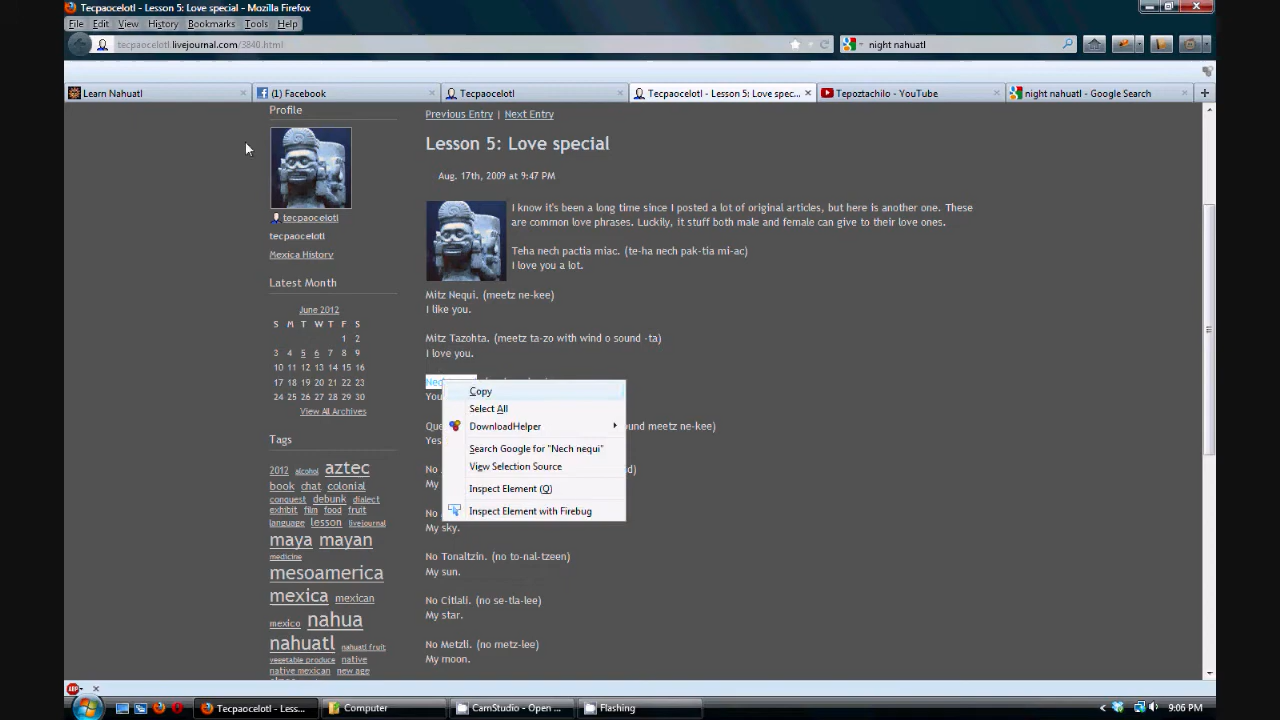 Tecpaocelotl - Lesson 5: Love special - Mozilla Firefox
File Edit View History Bookmarks Tools Help
tecpaocelotl.livejournal.com/3840.html
night nahuatl
Learn Nahuatl
(1) Facebook
Tecpaocelotl
Tecpaocelotl - Lesson 5: Love spec...
Tepoztachilo - YouTube
night nahuatl - Google Search
Profile
tecpaocelotl
tecpaocelotl
Mexica History
Latest Month
June 2012
S M T W T F S
1 2
3 4 5 6 7 8 9
10 11 12 13 14 15 16
17 18 19 20 21 22 23
24 25 26 27 28 29 30
View All Archives
Tags
2012 alcohol aztec
book chat colonial
conquest debunk dialect
exhibit film food fruit
language lesson livejournal
maya mayan
medicine
mesoamerica
mexica mexican
mexico nahua
nahuatl nahuatl fruit
vegetable produce native
native mexican new age
Previous Entry | Next Entry
Lesson 5: Love special
Aug. 17th, 2009 at 9:47 PM
I know it's been a long time since I posted a lot of original articles, but here is another one. These
are common love phrases. Luckily, it stuff both male and female can give to their love ones.
Teha nech pactia miac. (te-ha nech pak-tia mi-ac)
I love you a lot.
Mitz Nequi. (meetz ne-kee)
I like you.
Mitz Tazohta. (meetz ta-zo with wind o sound -ta)
I love you.
Nec
You
Que ound meetz ne-kee)
Yes
No d)
My
No
My sky.
No Tonaltzin. (no to-nal-tzeen)
My sun.
No Citlali. (no se-tla-lee)
My star.
No Metzli. (no metz-lee)
My moon.
Copy
Select All
DownloadHelper
Search Google for "Nech nequi"
View Selection Source
Inspect Element (Q)
Inspect Element with Firebug
ABP
Tecpaocelotl - Less...
Computer
CamStudio - Open ...
Flashing
9:06 PM